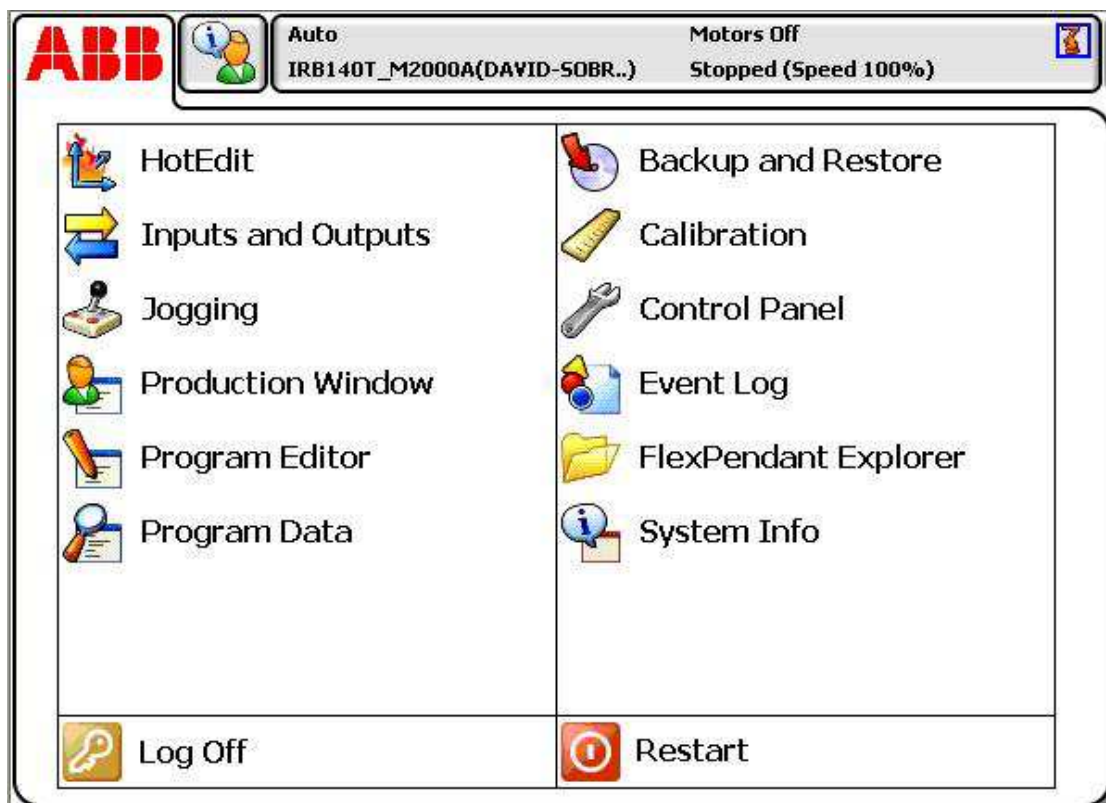 ABB
Auto
Motors Off
IRB140T_M2000A(DAVID-SOBR..)
Stopped (Speed 100%)
HotEdit
Backup and Restore
Inputs and Outputs
Calibration
Jogging
Control Panel
Production Window
Event Log
Program Editor
FlexPendant Explorer
Program Data
System Info
Log Off
Restart